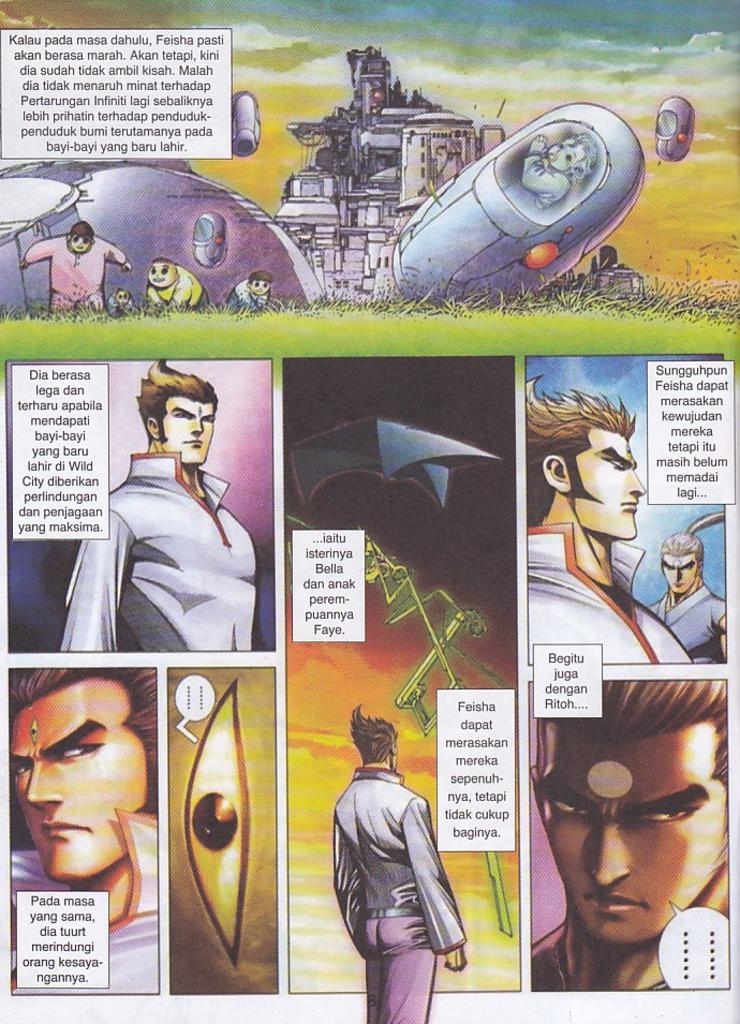 Kalau pada masa dahulu, Feisha pasti
akan berasa marah. Akan tetapi, kini
dia sudah tidak ambil kisah. Malah
dia tidak menaruh minat terhadap
Pertarungan Infiniti lagi sebaliknya
lebih prihatin terhadap penduduk-
penduduk bumi terutamanya pada
bayi-bayi yang baru lahir.
Dia berasa
lega dan
terharu apabila
mendapati
bayi-bayi
yang baru
lahir di Wild
City diberikan
perlindungan
dan penjagaan
yang maksima.
Pada masa
yang sama,
dia tuurt
merindungi
orang kesaya-
ngannya.
...iaitu
isterinya
Bella
dan anak
perem-
puannya
Faye.
Feisha
dapat
merasakan
mereka
sepenuh-
nya, tetapi
tidak cukup
baginya.
Sungguhpun
Feisha dapat
merasakan
kewujudan
mereka
tetapi itu
masih belum
memadai
lagi...
Begitu
juga
dengan
Ritoh....